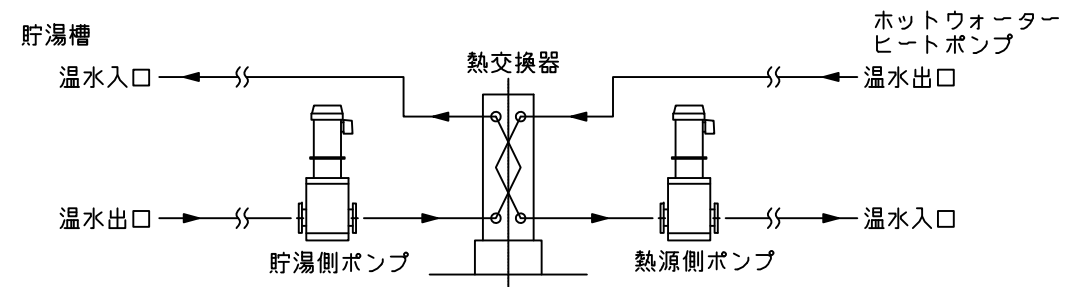 貯湯槽
ホットウォーター
ヒートポンプ
温水入口
熱交換器
温水出口
温水出口
温水入口
貯湯側ポンプ
熱源側ポンプ